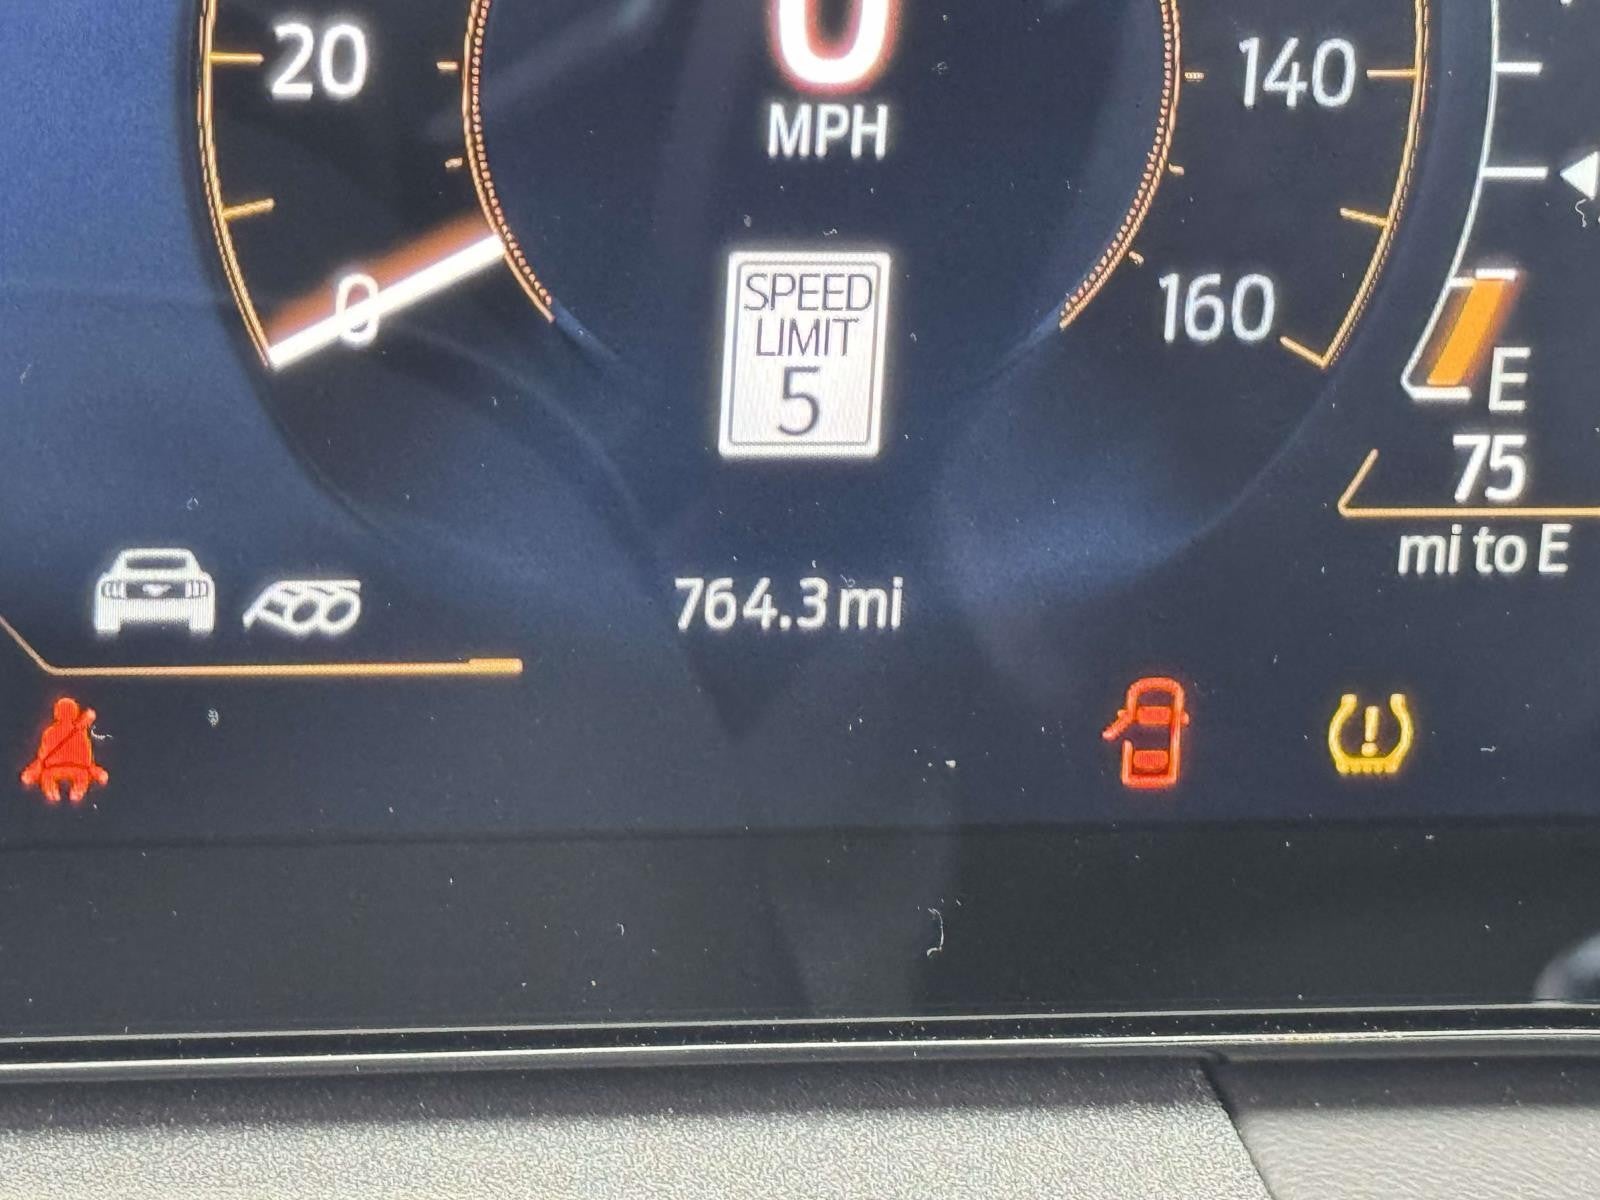 0
MPH
20
0
140
160
SPEED
LIMIT
5
E
75
mi to E
764.3 mi